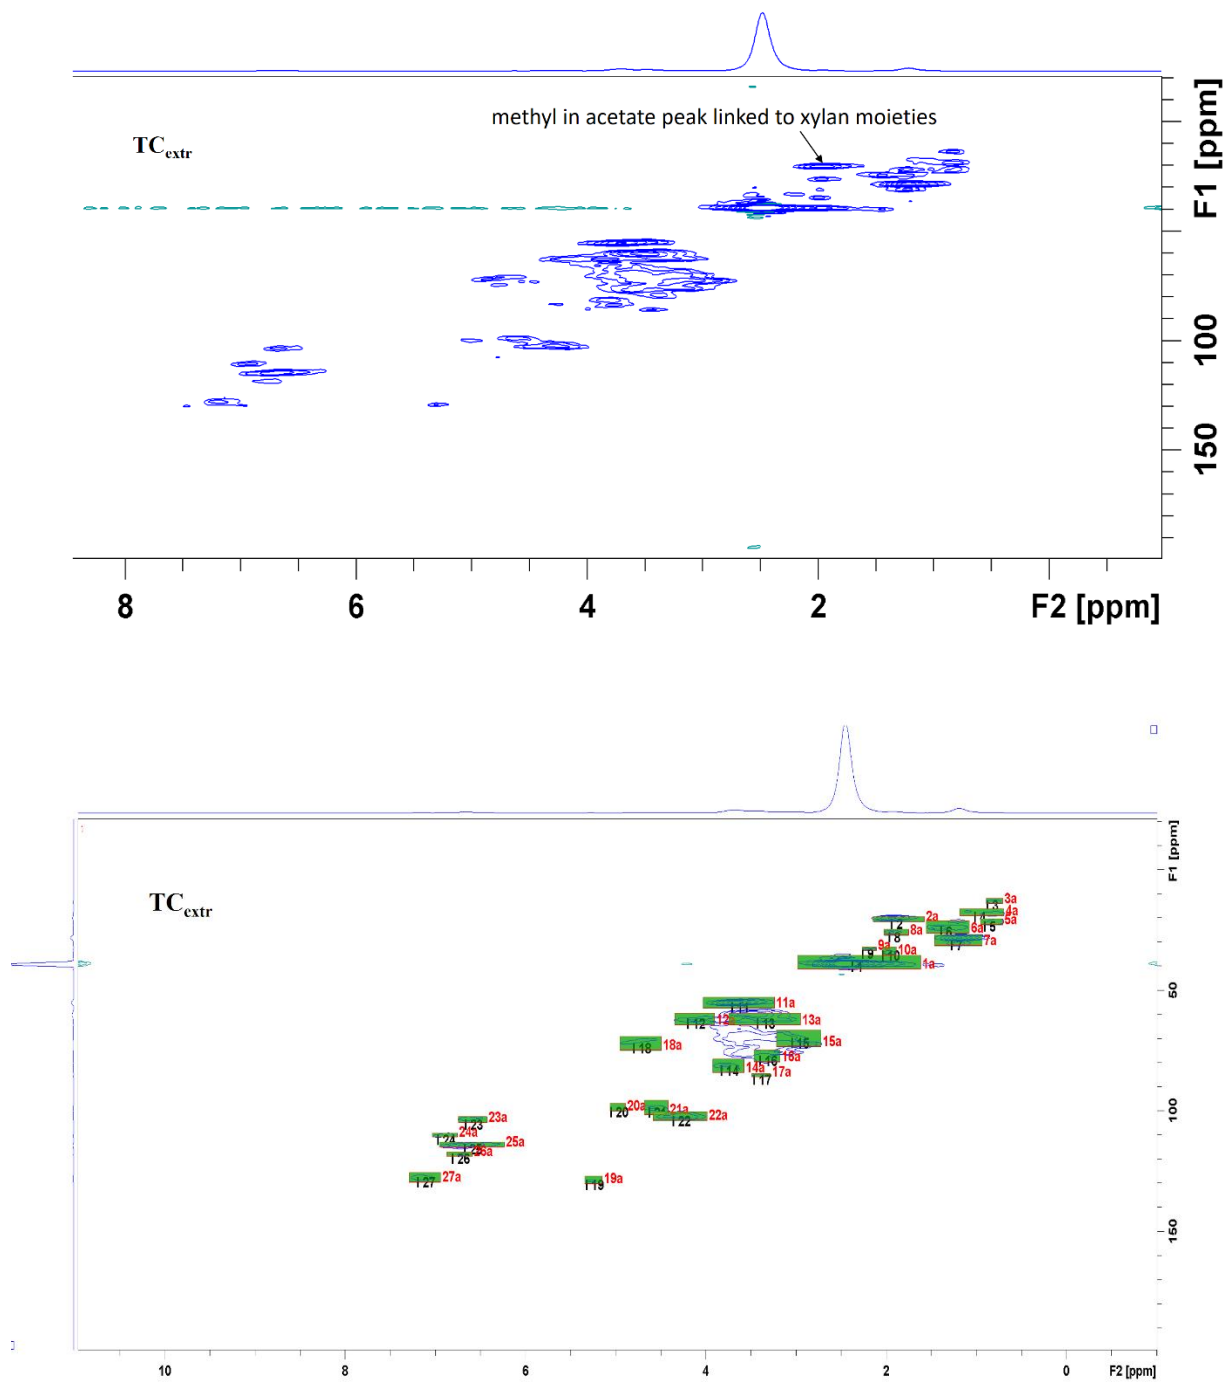 methyl in acetate peak linked to xylan moieties
TCextr
F1 [ppm]
100
150
8 6 4 2 F2 [ppm]
TCextr
F1 [ppm]
3a
4a
5a
2a
6a
8a
7a
9a
10a
1a
50
11a
12a
13a
15a
18a
16a
14a
17a
100
20a
21a
22a
23a
24a
25a
26a
27a
19a
150
10 8 6 4 2 0 F2 [ppm]